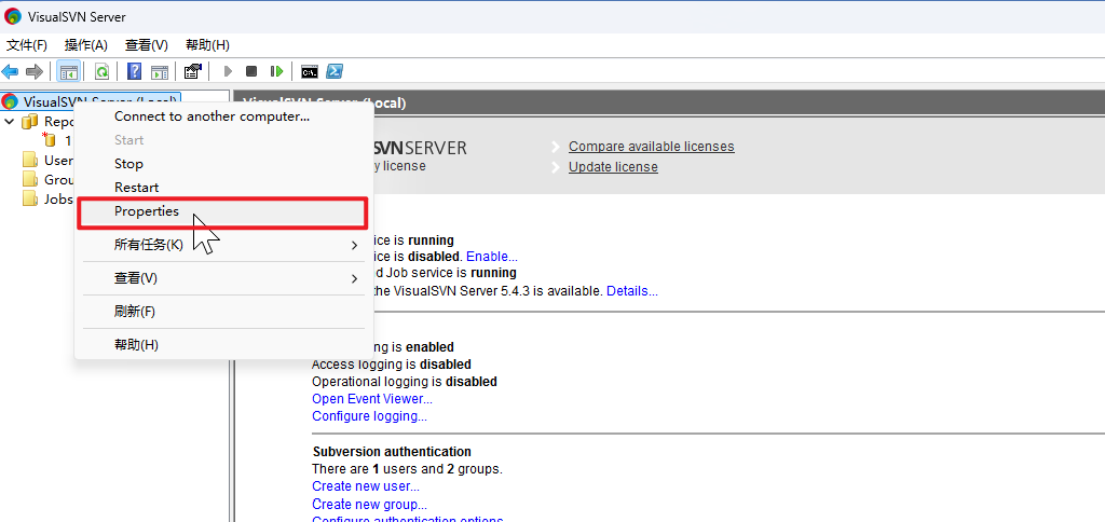 VisualSVN Server
文件(F) 操作(A) 查看(V) 帮助(H)
VisualSVN Server (Local)
Connect to another computer...
Start
Stop
Restart
Properties
所有任务(K)
查看(V)
刷新(F)
帮助(H)
Repo
1
User
Grou
Jobs
VisualSVN Server (Local)
SVNSERVER
y license
Compare available licenses
Update license
ice is running
ice is disabled. Enable...
d Job service is running
the VisualSVN Server 5.4.3 is available. Details...
ng is enabled
Access logging is disabled
Operational logging is disabled
Open Event Viewer...
Configure logging...
Subversion authentication
There are 1 users and 2 groups.
Create new user...
Create new group...
Configure authentication options